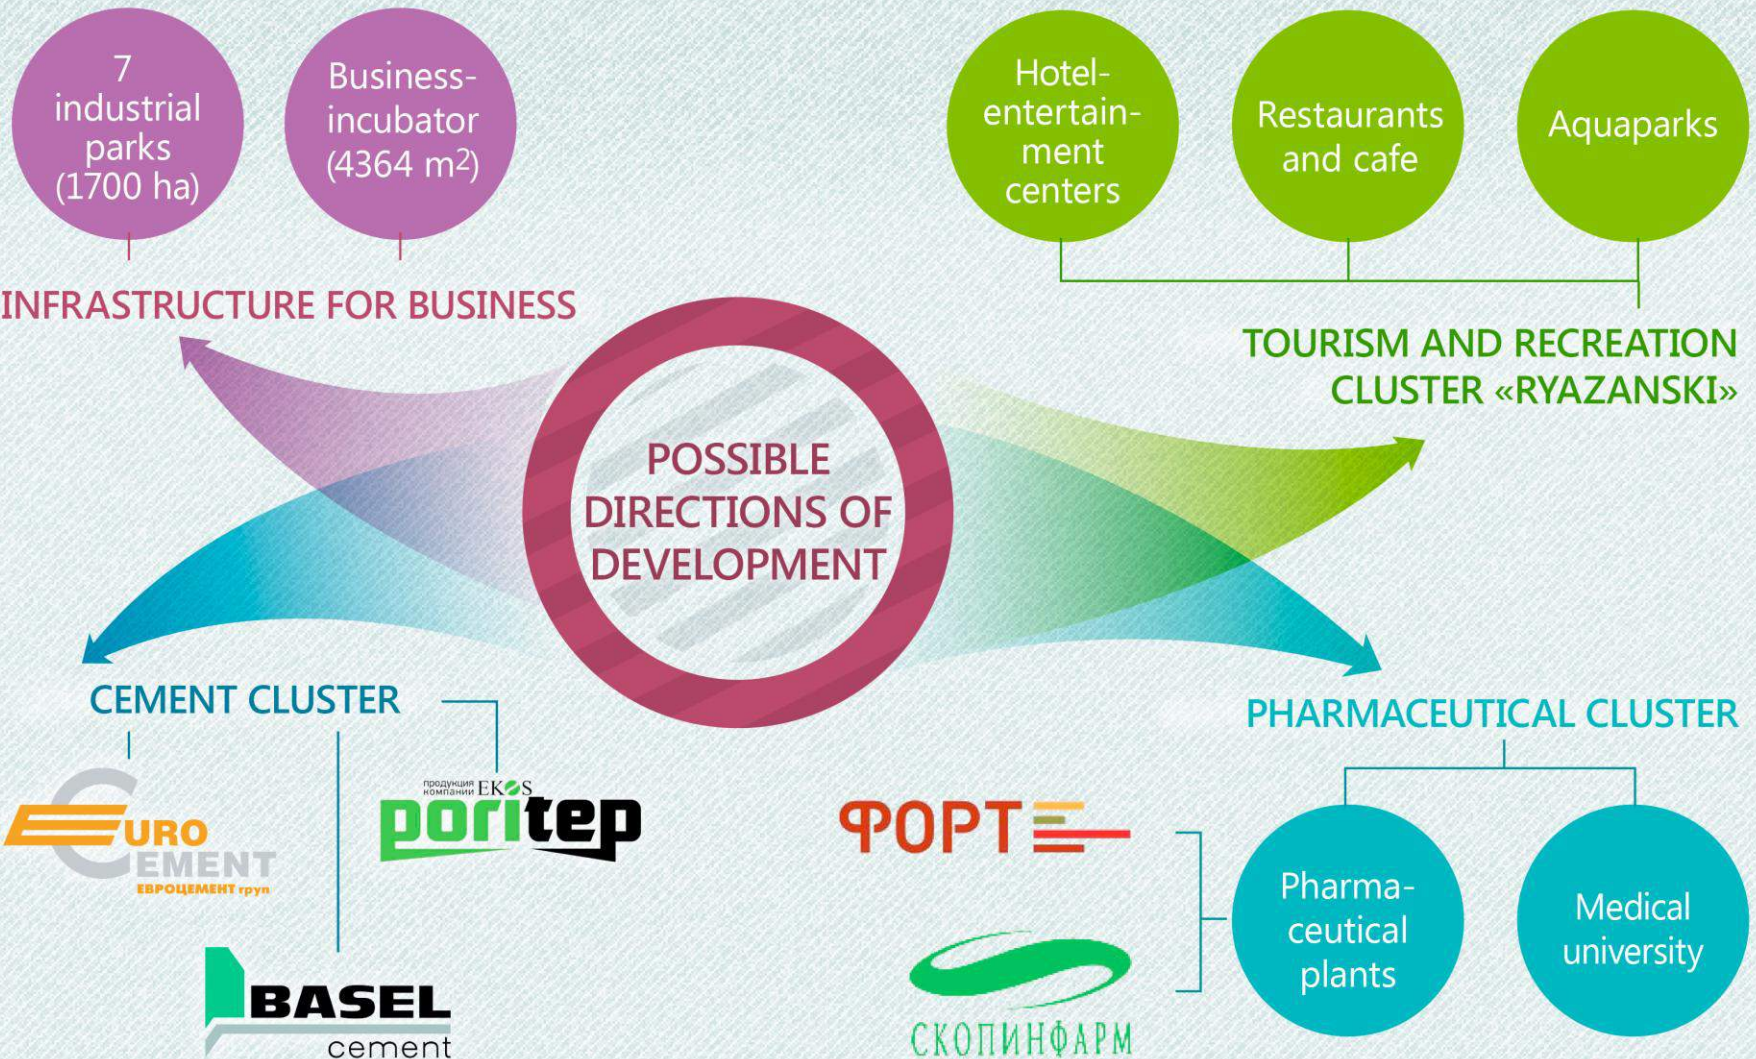 7
industrial
parks
(1700 ha)
Business-
incubator
(4364 m²)
INFRASTRUCTURE FOR BUSINESS
Hotel-
entertain-
ment
centers
Restaurants
and cafe
Aquaparks
TOURISM AND RECREATION
CLUSTER «RYAZANSKI»
POSSIBLE
DIRECTIONS OF
DEVELOPMENT
CEMENT CLUSTER
EURO
CEMENT
ЕВРОЦЕМЕНТ груп
продукция
компании EKOS
poritep
BASEL
cement
PHARMACEUTICAL CLUSTER
ФОРТ
СКОПИНФАРМ
Pharma-
ceutical
plants
Medical
university